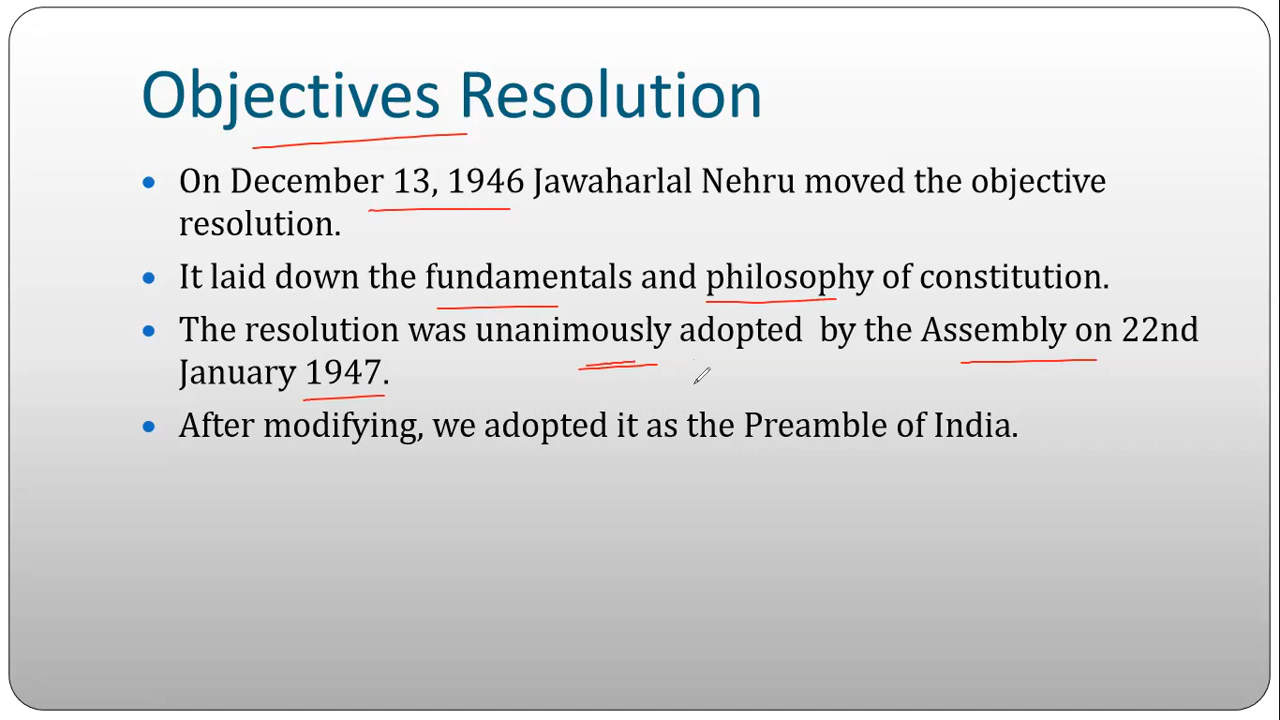 Objectives Resolution
• On December 13, 1946 Jawaharlal Nehru moved the objective
resolution.
• It laid down the fundamentals and philosophy of constitution.
• The resolution was unanimously adopted  by the Assembly on 22nd
January 1947.
• After modifying, we adopted it as the Preamble of India.